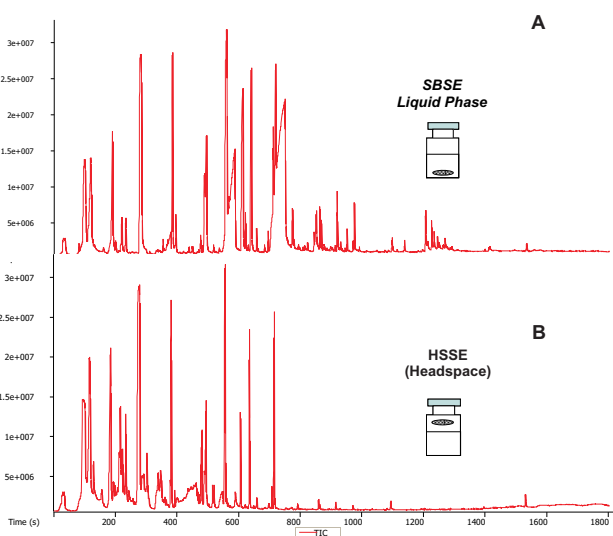 A
3e+007
SBSE
Liquid Phase
2.5e+007
2e+007
1.5e+007
1e+007
5e+006
3e+007
B
HSSE
(Headspace)
2.5e+007
2e+007
1.5e+007
1e+007
5e+006
Time (s) 200 400 600 800 1000 1200 1400 1600 1800
TIC